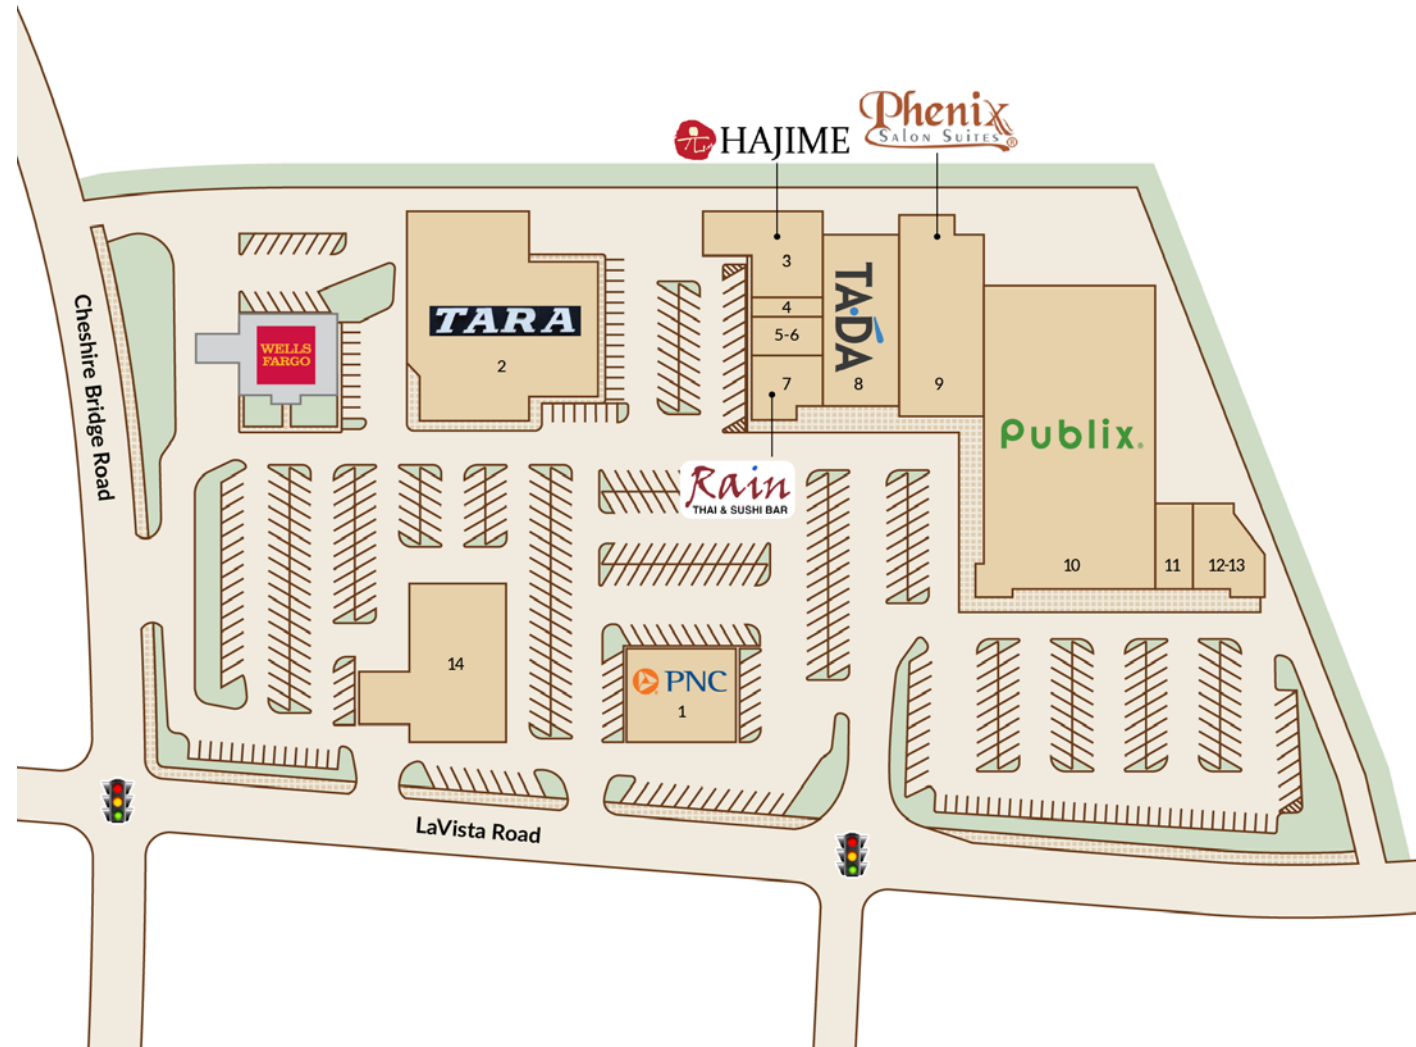 Phenix
SALON SUITES®
HAJIME
3
4
5-6
7
TA-DA
8
9
TARA
2
WELLS
FARGO
Cheshire Bridge Road
Publix.
Rain
THAI & SUSHI BAR
10
11
12-13
14
PNC
1
LaVista Road